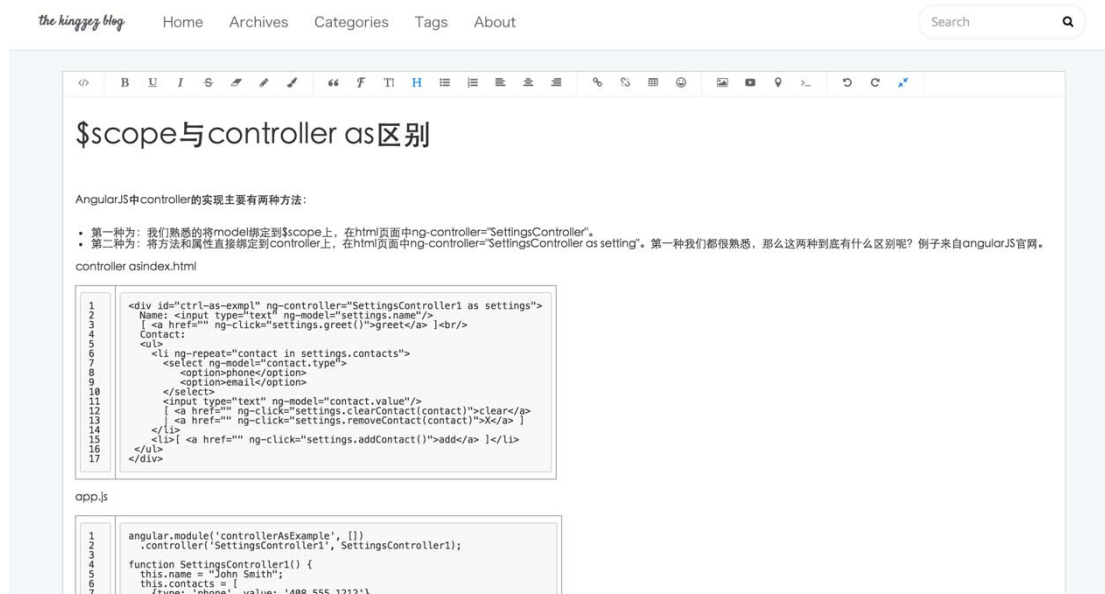 the kingzez blog Home Archives Categories Tags About Search
</> B U I S
$scope与controller as区别
AngularJS中controller的实现主要有两种方法：
第一种为：我们熟悉的将model绑定到$scope上，在html页面中ng-controller="SettingsController"。
第二种为：将方法和属性直接绑定到controller上，在html页面中ng-controller="SettingsController as setting"。第一种我们都很熟悉，那么这两种到底有什么区别呢？例子来自angularJS官网。
controller asindex.html
1 <div id="ctrl-as-exmpl" ng-controller="SettingsController1 as settings">
2 Name: <input type="text" ng-model="settings.name"/>
3 [ <a href="" ng-click="settings.greet()">greet</a> ]<br/>
4 Contact:
5 <ul>
6 <li ng-repeat="contact in settings.contacts">
7 <select ng-model="contact.type">
8 <option>phone</option>
9 <option>email</option>
10 </select>
11 <input type="text" ng-model="contact.value"/>
12 [ <a href="" ng-click="settings.clearContact(contact)">clear</a>
13 | <a href="" ng-click="settings.removeContact(contact)">X</a> ]
14 </li>
15 <li>[ <a href="" ng-click="settings.addContact()">add</a> ]</li>
16 </ul>
17 </div>
app.js
1 angular.module('controllerAsExample', [])
2 .controller('SettingsController1', SettingsController1);
3
4 function SettingsController1() {
5 this.name = "John Smith";
6 this.contacts = [
7 {type: 'phone', value: '408 555 1212'}